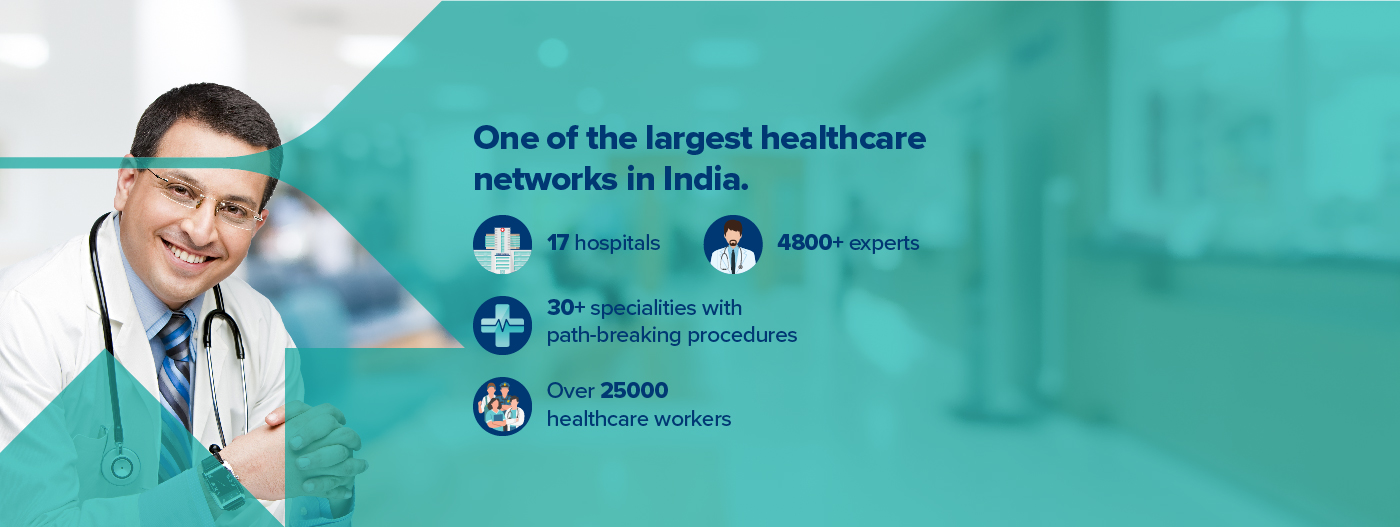 One of the largest healthcare
networks in India.
17 hospitals
4800+ experts
30+ specialities with
path-breaking procedures
Over 25000
healthcare workers